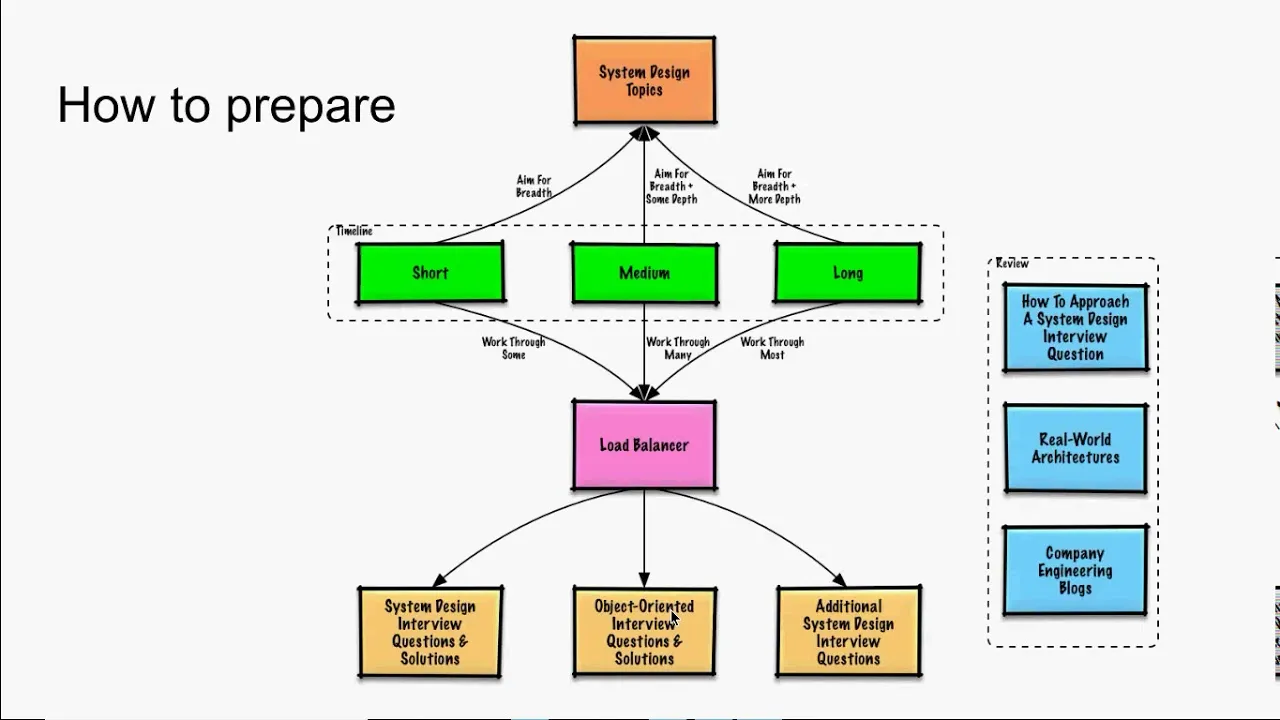 How to prepare
System Design
Topics
Aim For
Breadth
Aim For
Breadth +
Some Depth
Aim For
Breadth +
More Depth
Timeline
Short
Medium
Long
Work Through
Some
Work Through
Many
Work Through
Most
Load Balancer
System Design
Interview
Questions &
Solutions
Object-Oriented
Interview
Questions &
Solutions
Additional
System Design
Interview
Questions
Review
How To Approach
A System Design
Interview
Question
Real-World
Architectures
Company
Engineering
Blogs